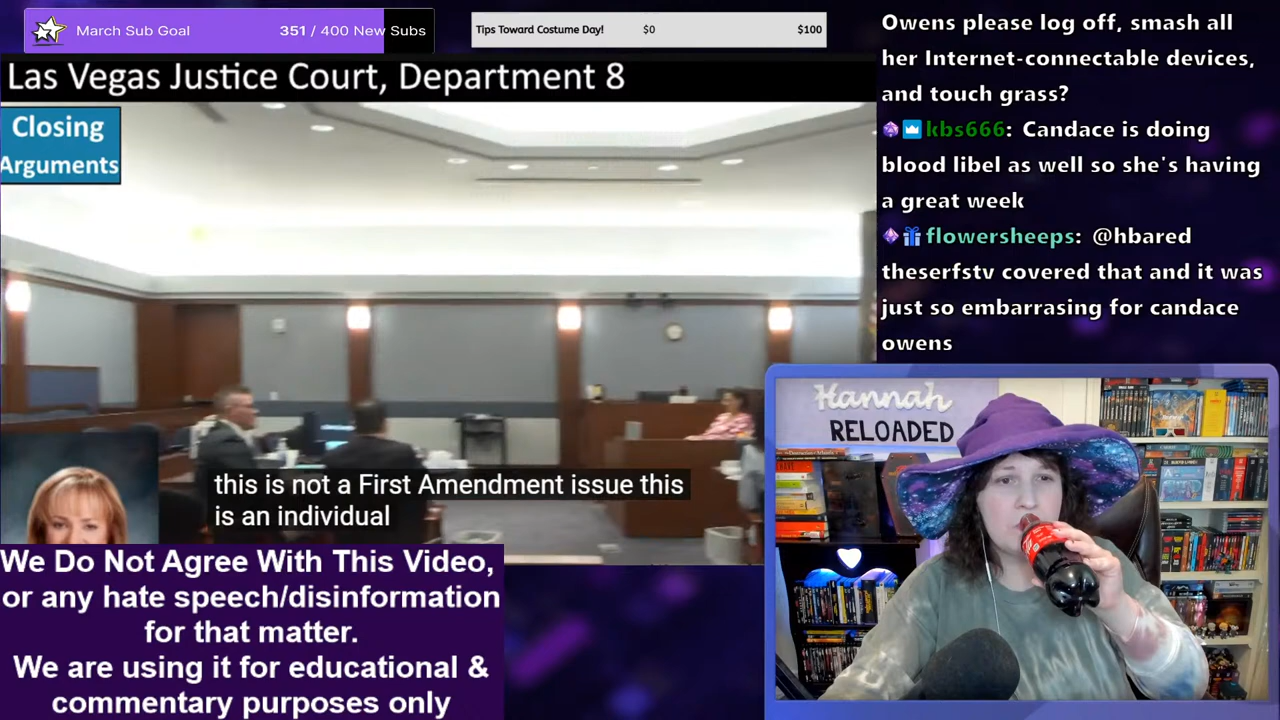 March Sub Goal 351 / 400 New Subs
Tips Toward Costume Day! $0 $100
Las Vegas Justice Court, Department 8
Closing
Arguments
this is not a First Amendment issue this
is an individual
We Do Not Agree With This Video,
or any hate speech/disinformation
for that matter.
We are using it for educational &
commentary purposes only
Owens please log off, smash all
her Internet-connectable devices,
and touch grass?
kbs666: Candace is doing
blood libel as well so she's having
a great week
flowersheeps: @hbared
theserfstv covered that and it was
just so embarrasing for candace
owens
Hannah
RELOADED